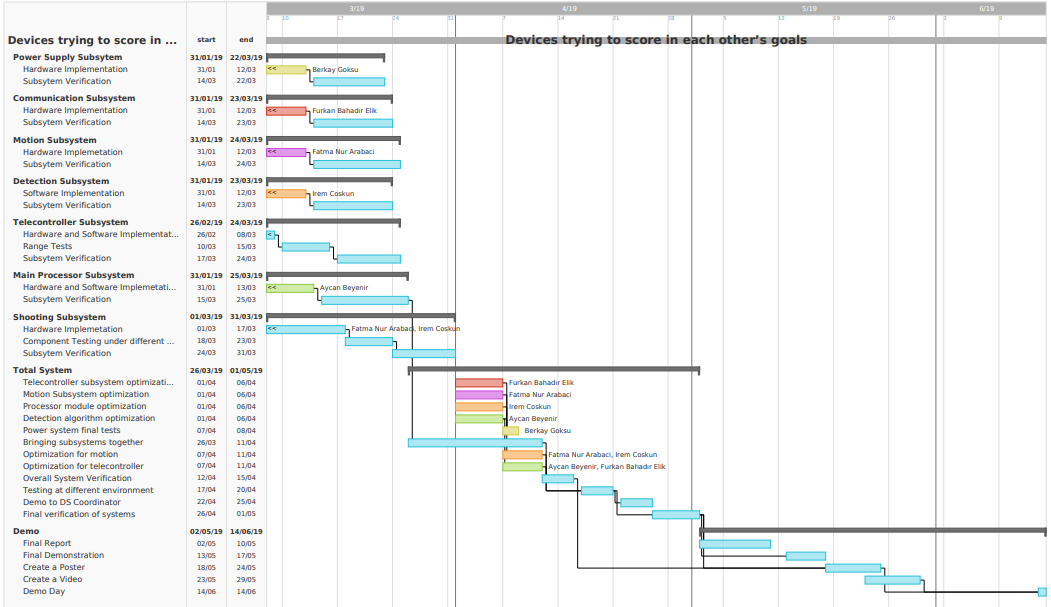 3/19 4/19 5/19 6/19
3 10 17 24 31 7 14 21 28 5 12 19 26 2 9
Devices trying to score in ... start end Devices trying to score in each other's goals
Power Supply Subsytem 31/01/19 22/03/19
Hardware Implementation 31/01 12/03 << Berkay Goksu
Subsytem Verification 14/03 22/03
Communication Subsystem 31/01/19 23/03/19
Hardware Implementation 31/01 12/03 << Furkan Bahadır Elik
Subsytem Verification 14/03 23/03
Motion Subsystem 31/01/19 24/03/19
Hardware Implemetation 31/01 12/03 << Fatma Nur Arabaci
Subsytem Verification 14/03 24/03
Detection Subsystem 31/01/19 23/03/19
Software Implementation 31/01 12/03 << Irem Coskun
Subsytem Verification 14/03 23/03
Telecontroller Subsystem 26/02/19 24/03/19
Hardware and Software Implementat... 26/02 08/03 <
Range Tests 10/03 15/03
Subsytem Verification 17/03 24/03
Main Processor Subsystem 31/01/19 25/03/19
Hardware and Software Implemetati... 31/01 13/03 << Aycan Beyenir
Subsytem Verification 15/03 25/03
Shooting Subsystem 01/03/19 31/03/19
Hardware Implemetation 01/03 17/03 << Fatma Nur Arabaci, Irem Coskun
Component Testing under different ... 18/03 23/03
Subsytem Verification 24/03 31/03
Total System 26/03/19 01/05/19
Telecontroller subsystem optimizati... 01/04 06/04 Furkan Bahadır Elik
Motion Subsystem optimization 01/04 06/04 Fatma Nur Arabaci
Processor module optimization 01/04 06/04 Irem Coskun
Detection algorithm optimization 01/04 06/04 Aycan Beyenir
Power system final tests 07/04 08/04 Berkay Goksu
Bringing subsystems together 26/03 11/04
Optimization for motion 07/04 11/04 Fatma Nur Arabaci, Irem Coskun
Optimization for telecontroller 07/04 11/04 Aycan Beyenir, Furkan Bahadır Elik
Overall System Verification 12/04 15/04
Testing at different environment 17/04 20/04
Demo to DS Coordinator 22/04 25/04
Final verification of systems 26/04 01/05
Demo 02/05/19 14/06/19
Final Report 02/05 10/05
Final Demonstration 13/05 17/05
Create a Poster 18/05 24/05
Create a Video 23/05 29/05
Demo Day 14/06 14/06